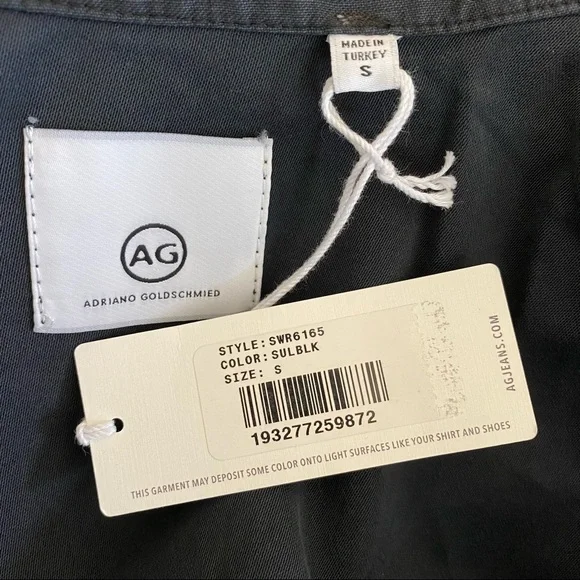 MADE IN
TURKEY
S
AG
ADRIANO GOLDSCHMIED
STYLE: SWR6165
COLOR: SULBLK
SIZE: S
193277259872
AGJEANS.COM
THIS GARMENT MAY DEPOSIT SOME COLOR ONTO LIGHT SURFACES LIKE YOUR SHIRT AND SHOES